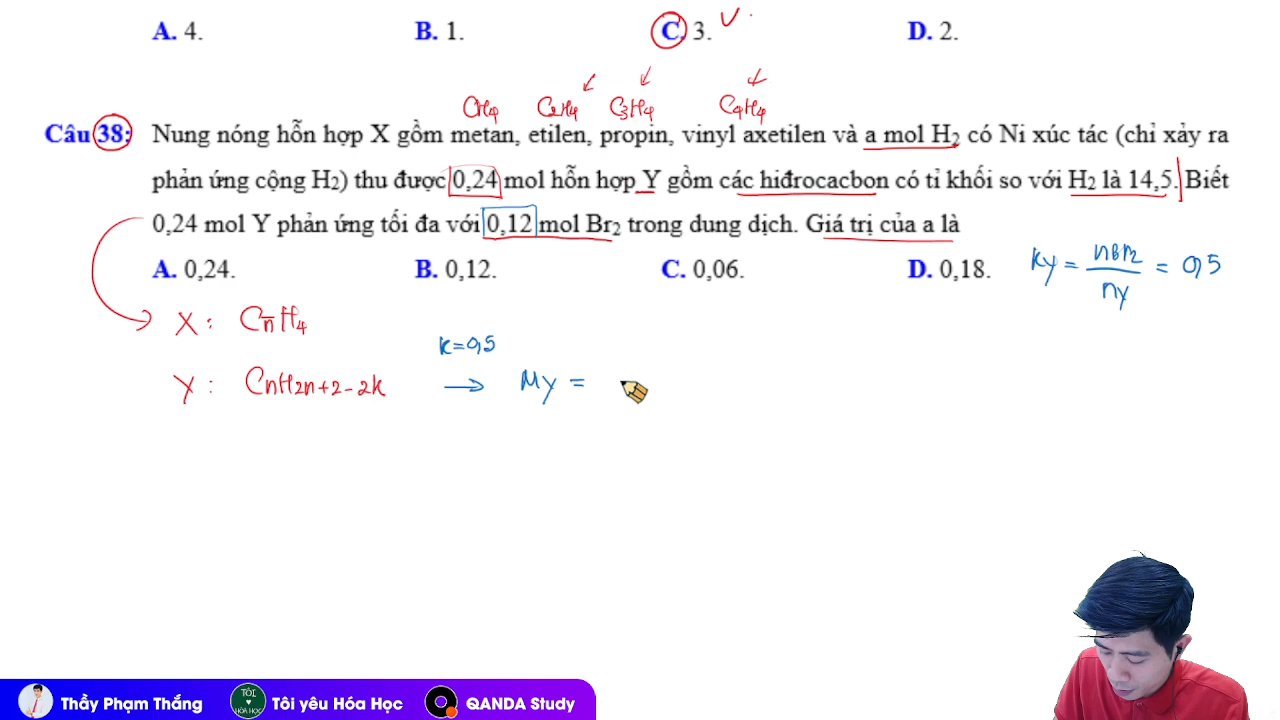 A. 4. B. 1. C. 3. D. 2.
CH4 C2H4 C3H4 C4H4
Câu 38: Nung nóng hỗn hợp X gồm metan, etilen, propin, vinyl axetilen và a mol H2 có Ni xúc tác (chỉ xảy ra
phản ứng cộng H2) thu được 0,24 mol hỗn hợp Y gồm các hiđrocacbon có tỉ khối so với H2 là 14,5. Biết
0,24 mol Y phản ứng tối đa với 0,12 mol Br2 trong dung dịch. Giá trị của a là
A. 0,24. B. 0,12. C. 0,06. D. 0,18.
kY = nBr2 / nY = 0,5
X : Cn̄H4
k=0,5
Y : CnH2n+2-2k → MY =
Thầy Phạm Thắng
TÔI
HÓA HỌC
Tôi yêu Hóa Học
QANDA Study